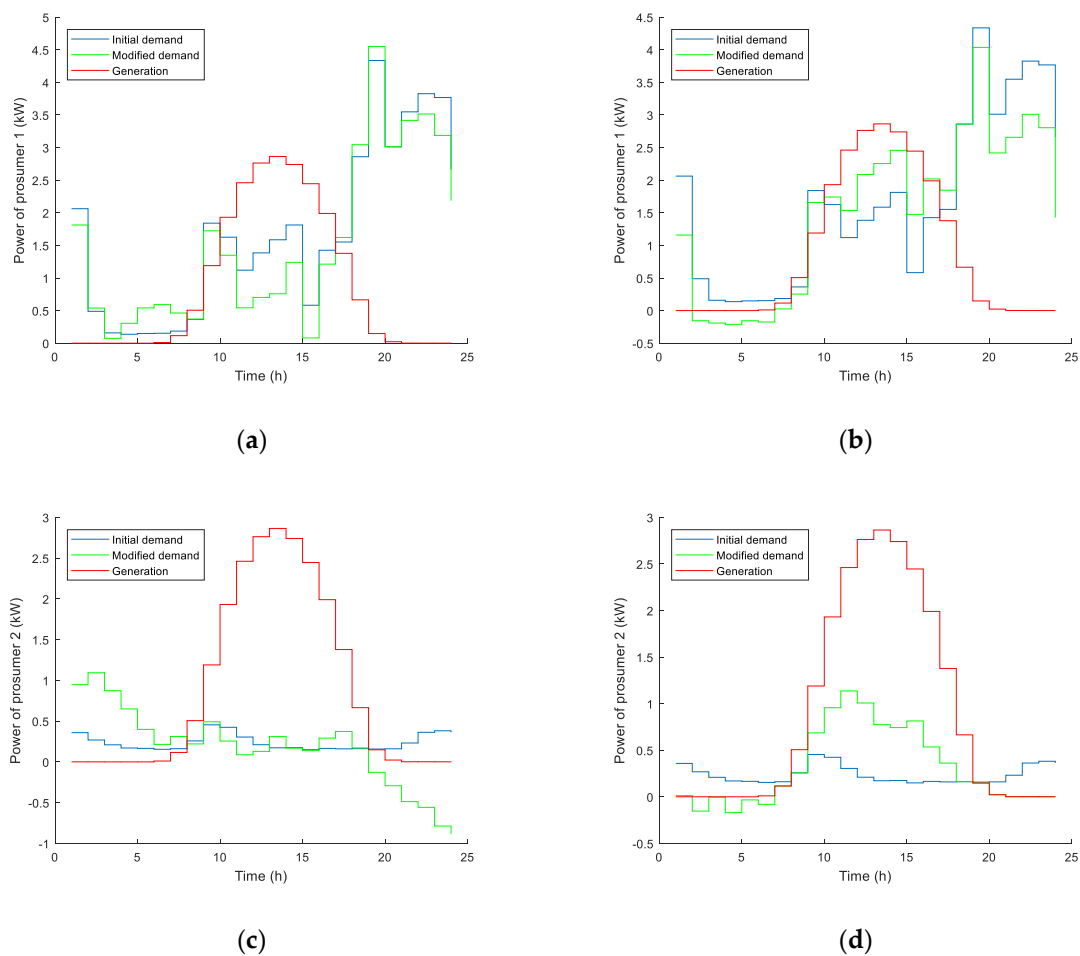 5
4.5
4
3.5
3
2.5
2
1.5
1
0.5
0
Power of prosumer 1 (kW)
Initial demand
Modified demand
Generation
0 5 10 15 20 25
Time (h)
(a)
4.5
4
3.5
3
2.5
2
1.5
1
0.5
0
-0.5
Power of prosumer 1 (kW)
Initial demand
Modified demand
Generation
0 5 10 15 20 25
Time (h)
(b)
3
2.5
2
1.5
1
0.5
0
-0.5
-1
Power of prosumer 2 (kW)
Initial demand
Modified demand
Generation
0 5 10 15 20 25
Time (h)
(c)
3
2.5
2
1.5
1
0.5
0
-0.5
Power of prosumer 2 (kW)
Initial demand
Modified demand
Generation
0 5 10 15 20 25
Time (h)
(d)